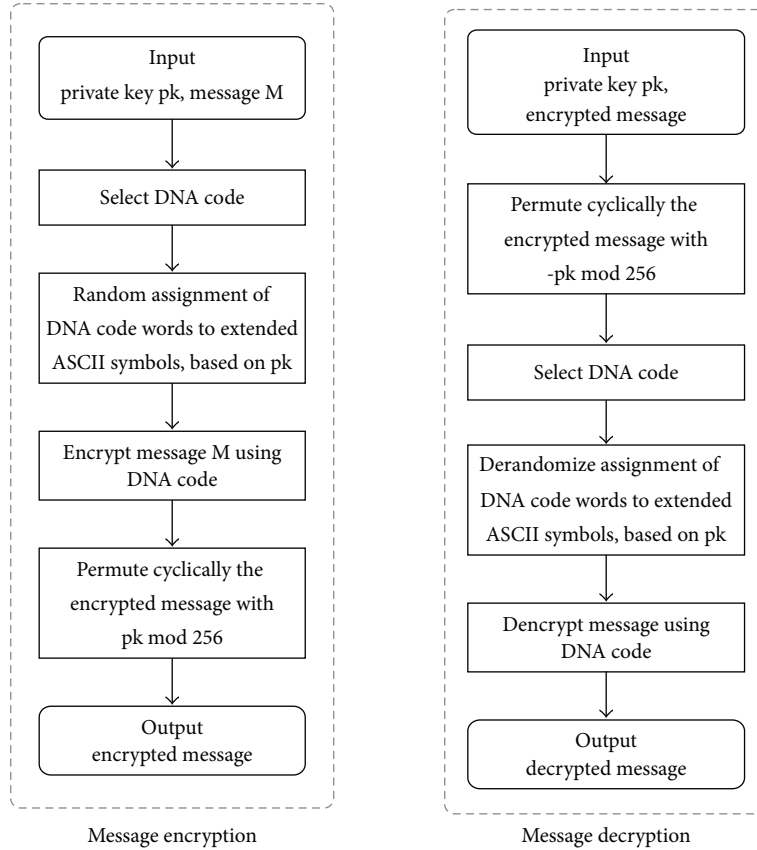 Input
private key pk, message M
Select DNA code
Random assignment of
DNA code words to extended
ASCII symbols, based on pk
Encrypt message M using
DNA code
Permute cyclically the
encrypted message with
pk mod 256
Output
encrypted message
Message encryption
Input
private key pk,
encrypted message
Permute cyclically the
encrypted message with
-pk mod 256
Select DNA code
Derandomize assignment of
DNA code words to extended
ASCII symbols, based on pk
Dencrypt message using
DNA code
Output
decrypted message
Message decryption